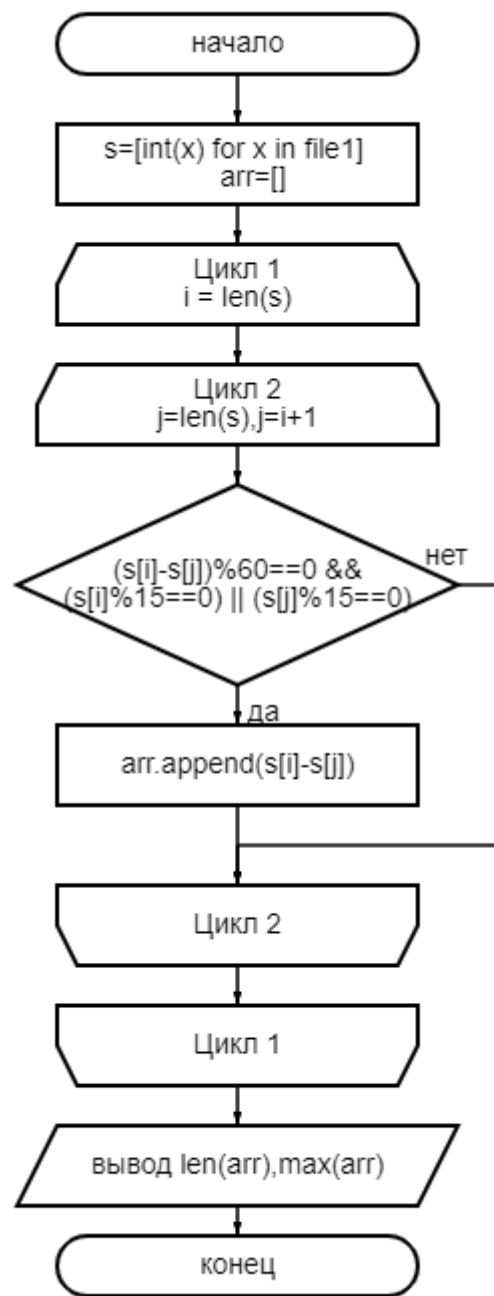 начало
s=[int(x) for x in file1]
arr=[]
Цикл 1
i = len(s)
Цикл 2
j=len(s),j=i+1
(s[i]-s[j])%60==0 &&
(s[i]%15==0) || (s[j]%15==0)
нет
да
arr.append(s[i]-s[j])
Цикл 2
Цикл 1
вывод len(arr),max(arr)
конец